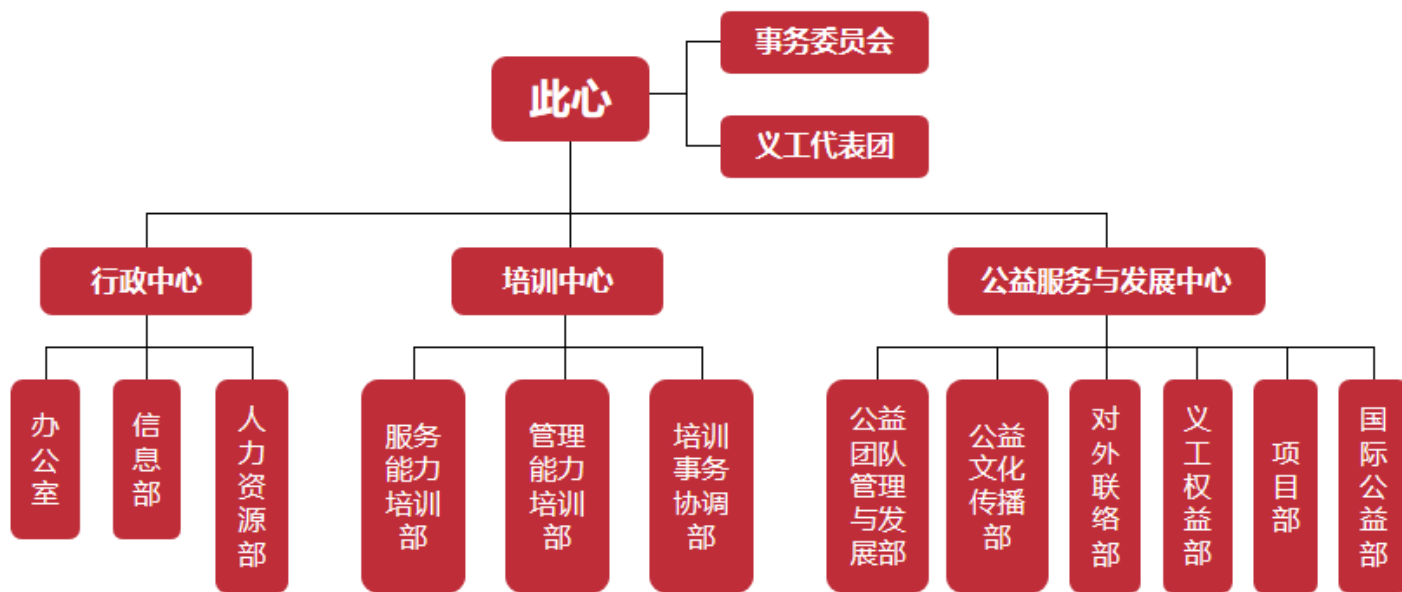 事务委员会
此心
义工代表团
行政中心
培训中心
公益服务与发展中心
办公室
信息部
人力资源部
服务
能力
培训
部
管理
能力
培训
部
培训
事务
协调
部
公益
团队
管理
与发
展部
公益
文化
传播
部
对外联络部
义工权益部
项目部
国际公益部